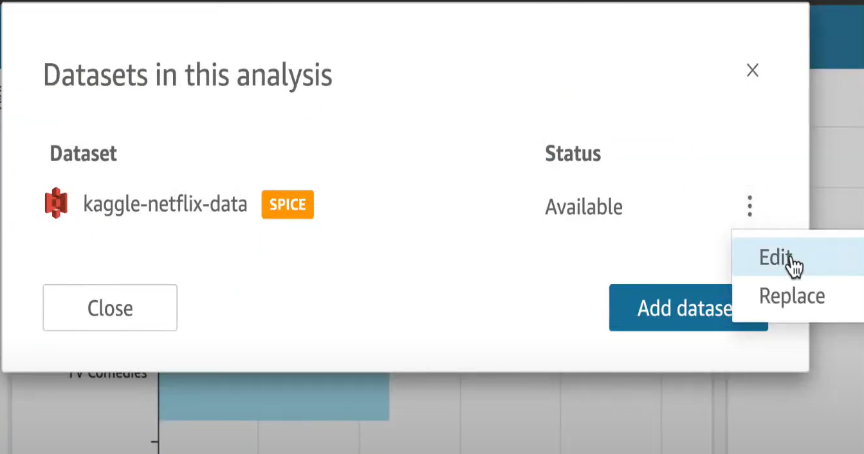 Datasets in this analysis
Dataset Status
kaggle-netflix-data SPICE Available
Edit
Close Add datase
Replace
TV Comedies